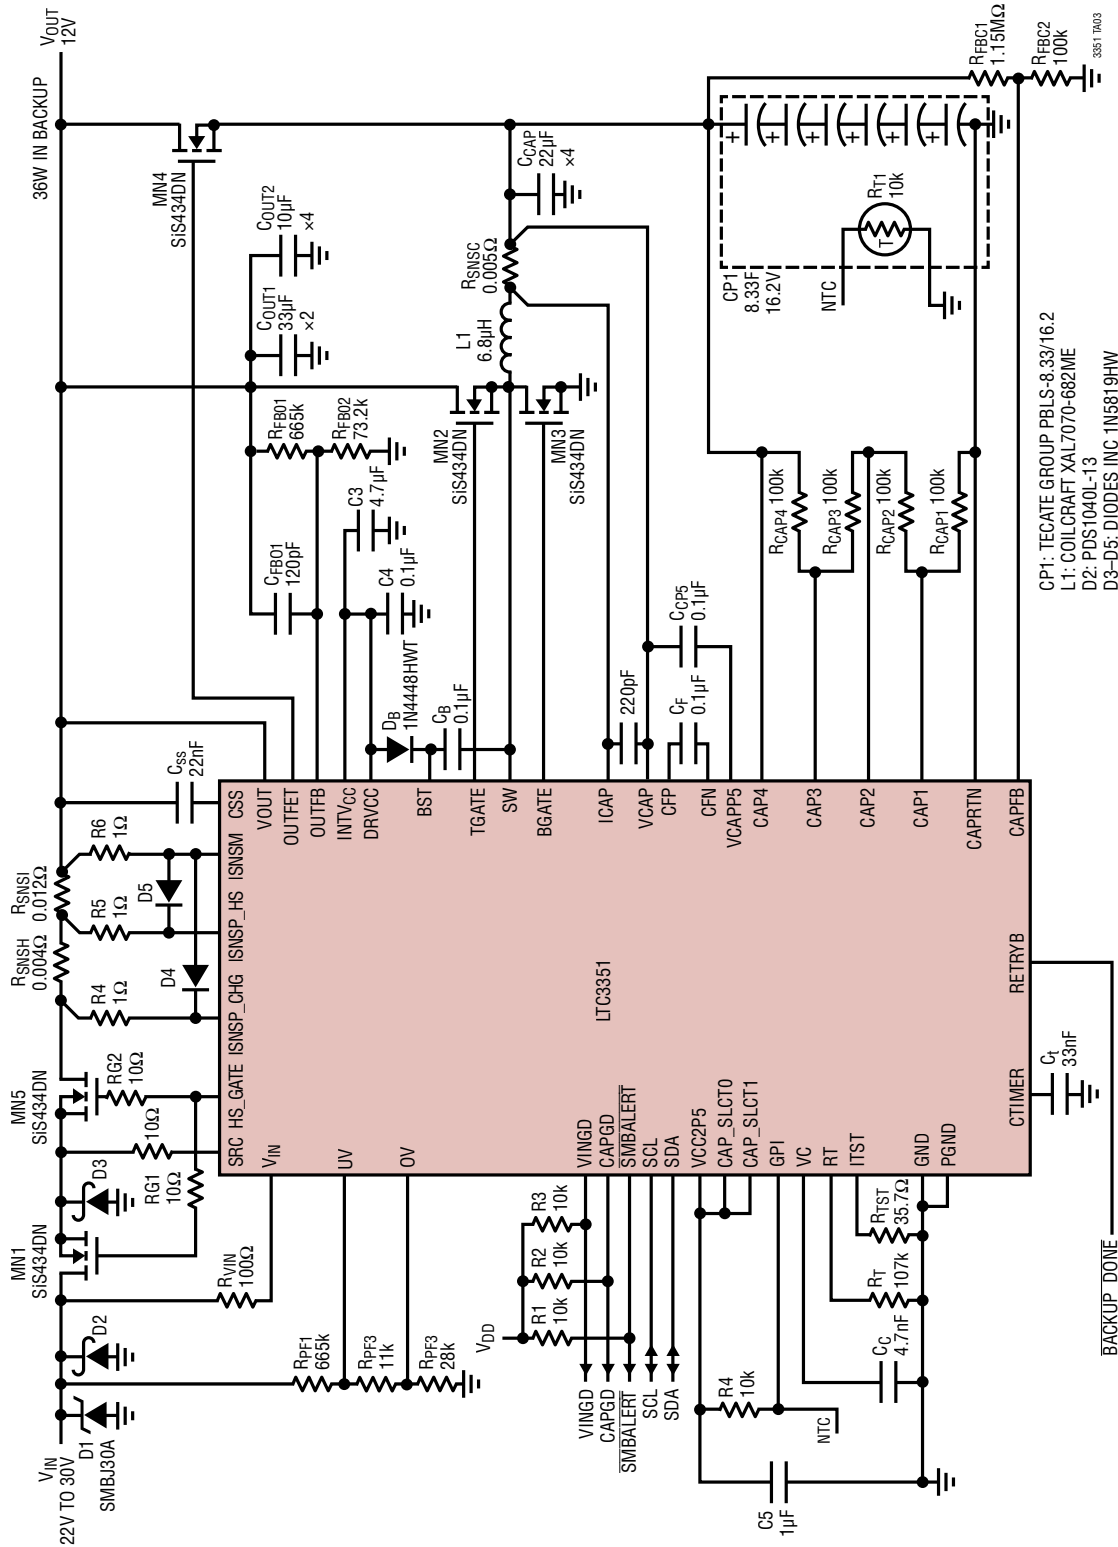 VIN
22V TO 30V
D1
SMBJ30A
D2
MN1
SiS434DN
D3
MN5
SiS434DN
RSNSH
0.004Ω
RSNSI
0.012Ω
36W IN BACKUP
VOUT
12V
RVIN
100Ω
RG1
10Ω
10Ω
RG2
10Ω
R4
1Ω
D4
R5
1Ω
D5
R6
1Ω
CSS
22nF
MN4
SiS434DN
RPF1
665k
RPF3
11k
RPF3
28k
SRC
HS_GATE
ISNSP_CHG
ISNSP_HS
ISNSM
CSS
VIN
UV
OV
VINGD
CAPGD
SMBALERT
SCL
SDA
VCC2P5
CAP_SLCT0
CAP_SLCT1
GPI
VC
RT
ITST
GND
PGND
LTC3351
CTIMER
RETRYB
VOUT
OUTFET
OUTFB
INTVCC
DRVCC
BST
TGATE
SW
BGATE
ICAP
VCAP
CFP
CFN
VCAPP5
CAP4
CAP3
CAP2
CAP1
CAPRTN
CAPFB
VDD
R1
10k
R2
10k
R3
10k
VINGD
CAPGD
SMBALERT
SCL
SDA
R4
10k
NTC
C5
1µF
CC
4.7nF
RT
107k
RTST
35.7Ω
Ct
33nF
BACKUP DONE
CFBO1
120pF
RFBO1
665k
RFBO2
73.2k
COUT1
33µF
×2
COUT2
10µF
×4
C3
4.7µF
C4
0.1µF
DB
1N4448HWT
CB
0.1µF
MN2
SiS434DN
MN3
SiS434DN
L1
6.8µH
RSNSC
0.005Ω
CCAP
22µF
×4
220pF
CF
0.1µF
CCP5
0.1µF
CP1
8.33F
16.2V
NTC
T
RT1
10k
+
+
+
+
+
+
RCAP4 100k
RCAP3 100k
RCAP2 100k
RCAP1 100k
RFBC1
1.15MΩ
RFBC2
100k
CP1: TECATE GROUP PBLS-8.33/16.2
L1: COILCRAFT XAL7070-682ME
D2: PDS1040L-13
D3–D5: DIODES INC 1N5819HW
3351 TA03